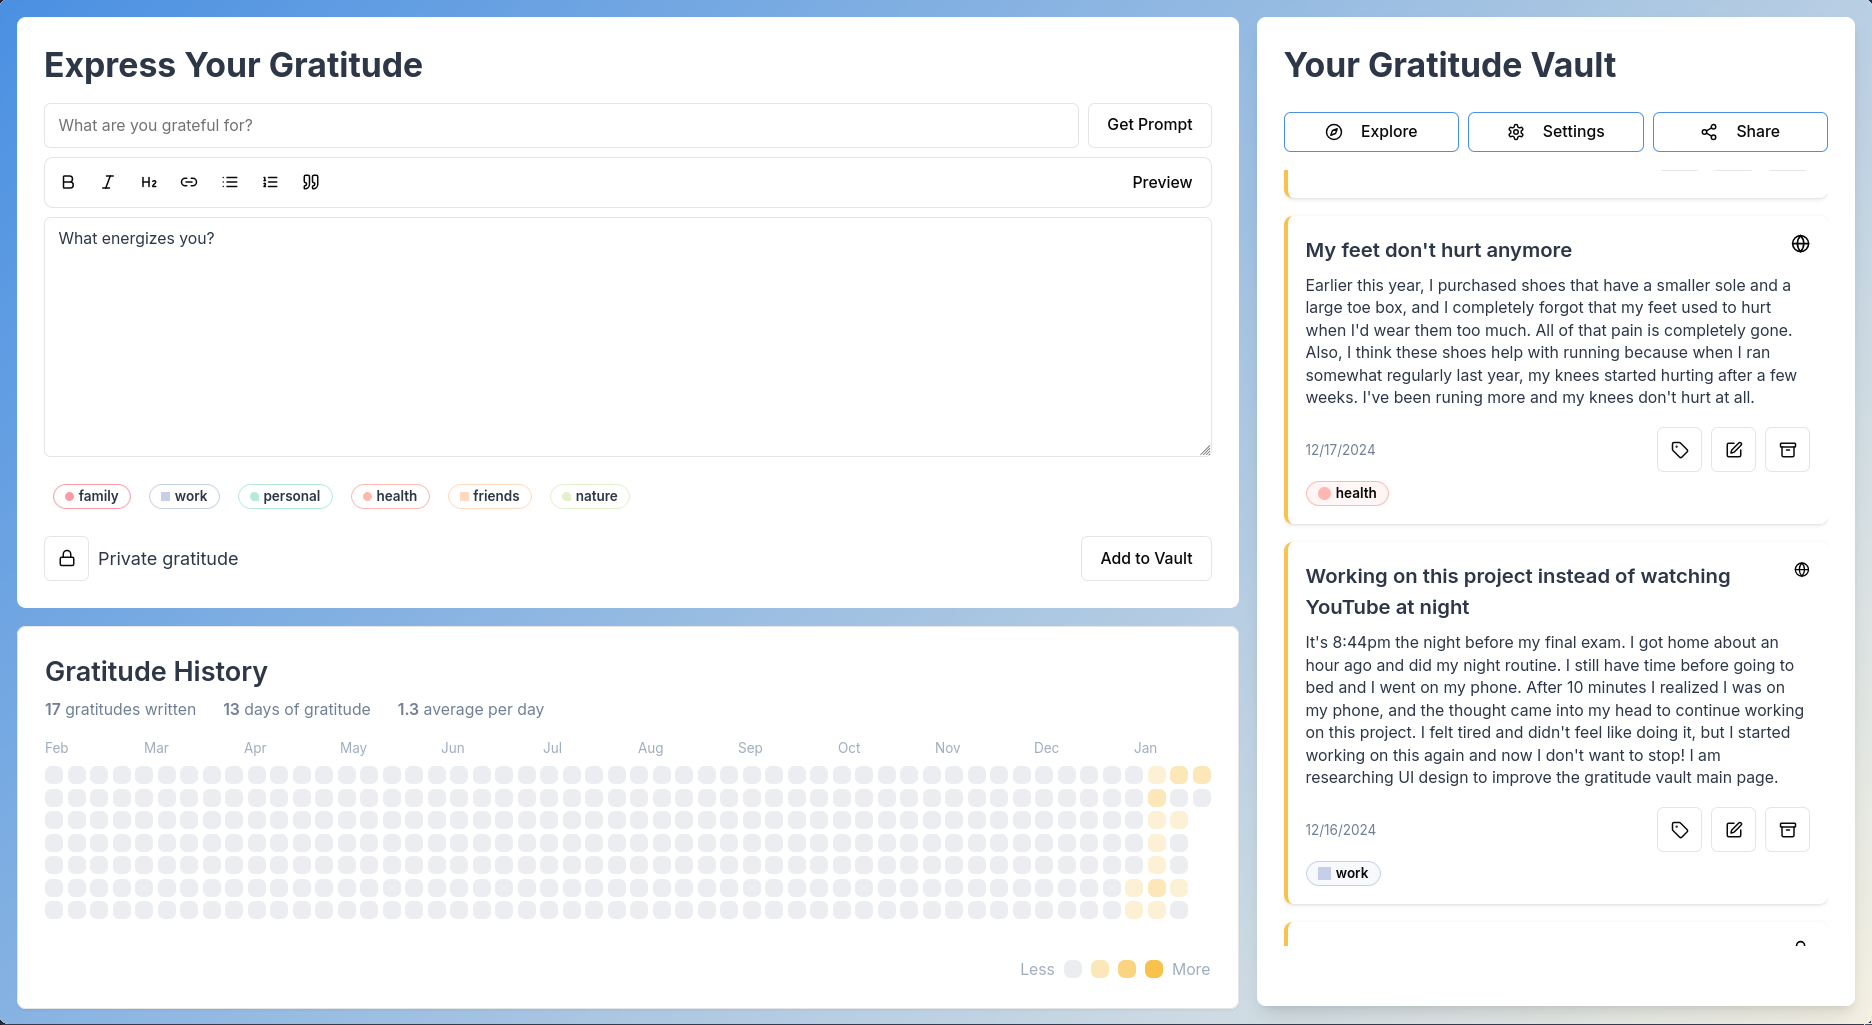 Express Your Gratitude
What are you grateful for?
Get Prompt
B I H₂
Preview
What energizes you?
family work personal health friends nature
Private gratitude
Add to Vault
Gratitude History
17 gratitudes written 13 days of gratitude 1.3 average per day
Feb Mar Apr May Jun Jul Aug Sep Oct Nov Dec Jan
Less More
Your Gratitude Vault
Explore Settings Share
My feet don't hurt anymore
Earlier this year, I purchased shoes that have a smaller sole and a
large toe box, and I completely forgot that my feet used to hurt
when I'd wear them too much. All of that pain is completely gone.
Also, I think these shoes help with running because when I ran
somewhat regularly last year, my knees started hurting after a few
weeks. I've been runing more and my knees don't hurt at all.
12/17/2024
health
Working on this project instead of watching
YouTube at night
It's 8:44pm the night before my final exam. I got home about an
hour ago and did my night routine. I still have time before going to
bed and I went on my phone. After 10 minutes I realized I was on
my phone, and the thought came into my head to continue working
on this project. I felt tired and didn't feel like doing it, but I started
working on this again and now I don't want to stop! I am
researching UI design to improve the gratitude vault main page.
12/16/2024
work